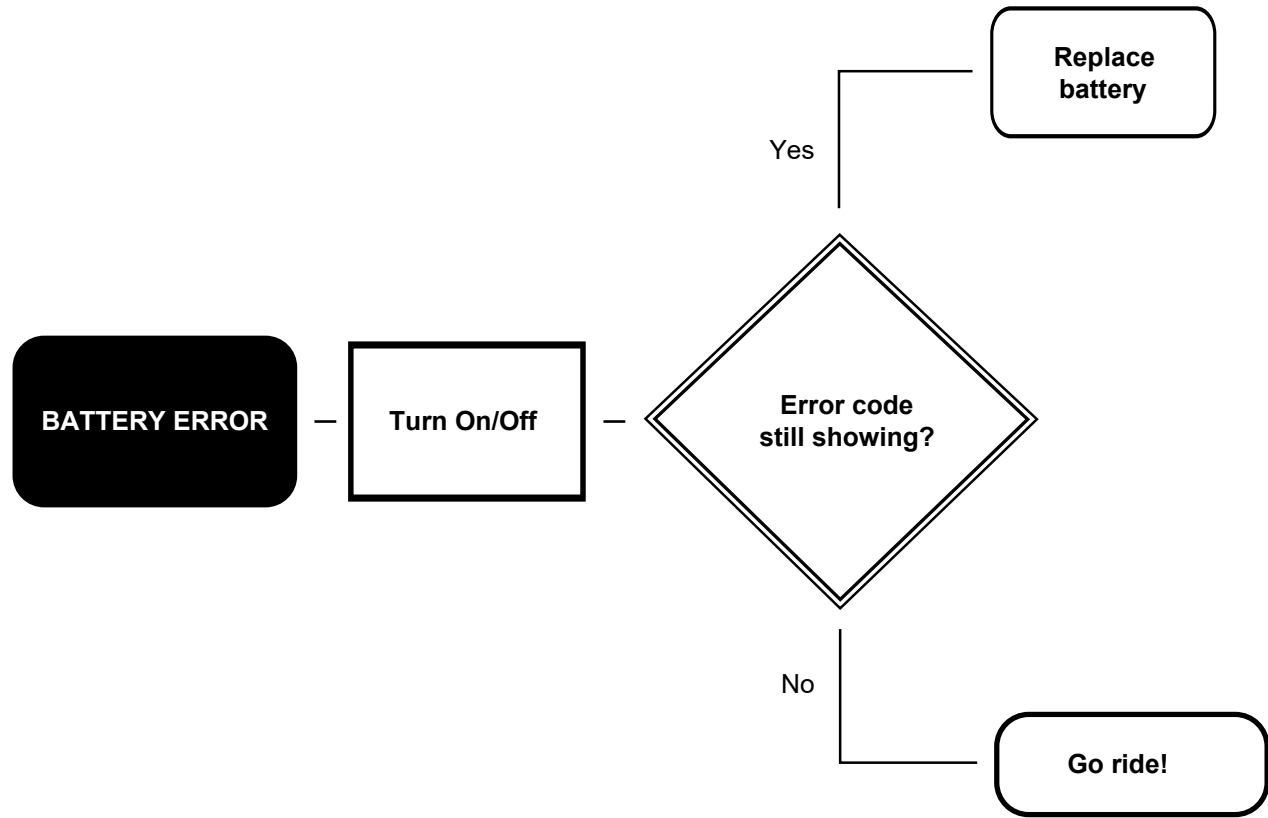 Replace
battery
Yes
BATTERY ERROR
Turn On/Off
Error code
still showing?
No
Go ride!